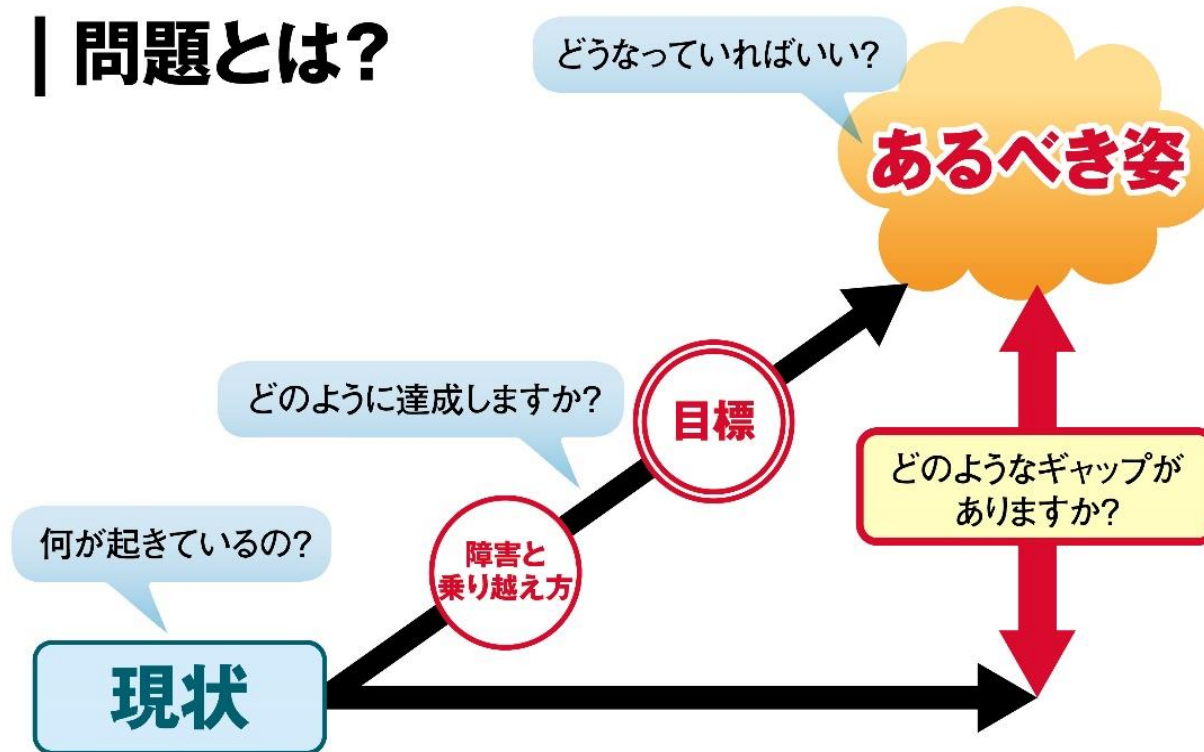 問題とは?
どうなっていればいい?
あるべき姿
どのように達成しますか?
目標
どのようなギャップが
ありますか?
何が起きているの?
障害と
乗り越え方
現状